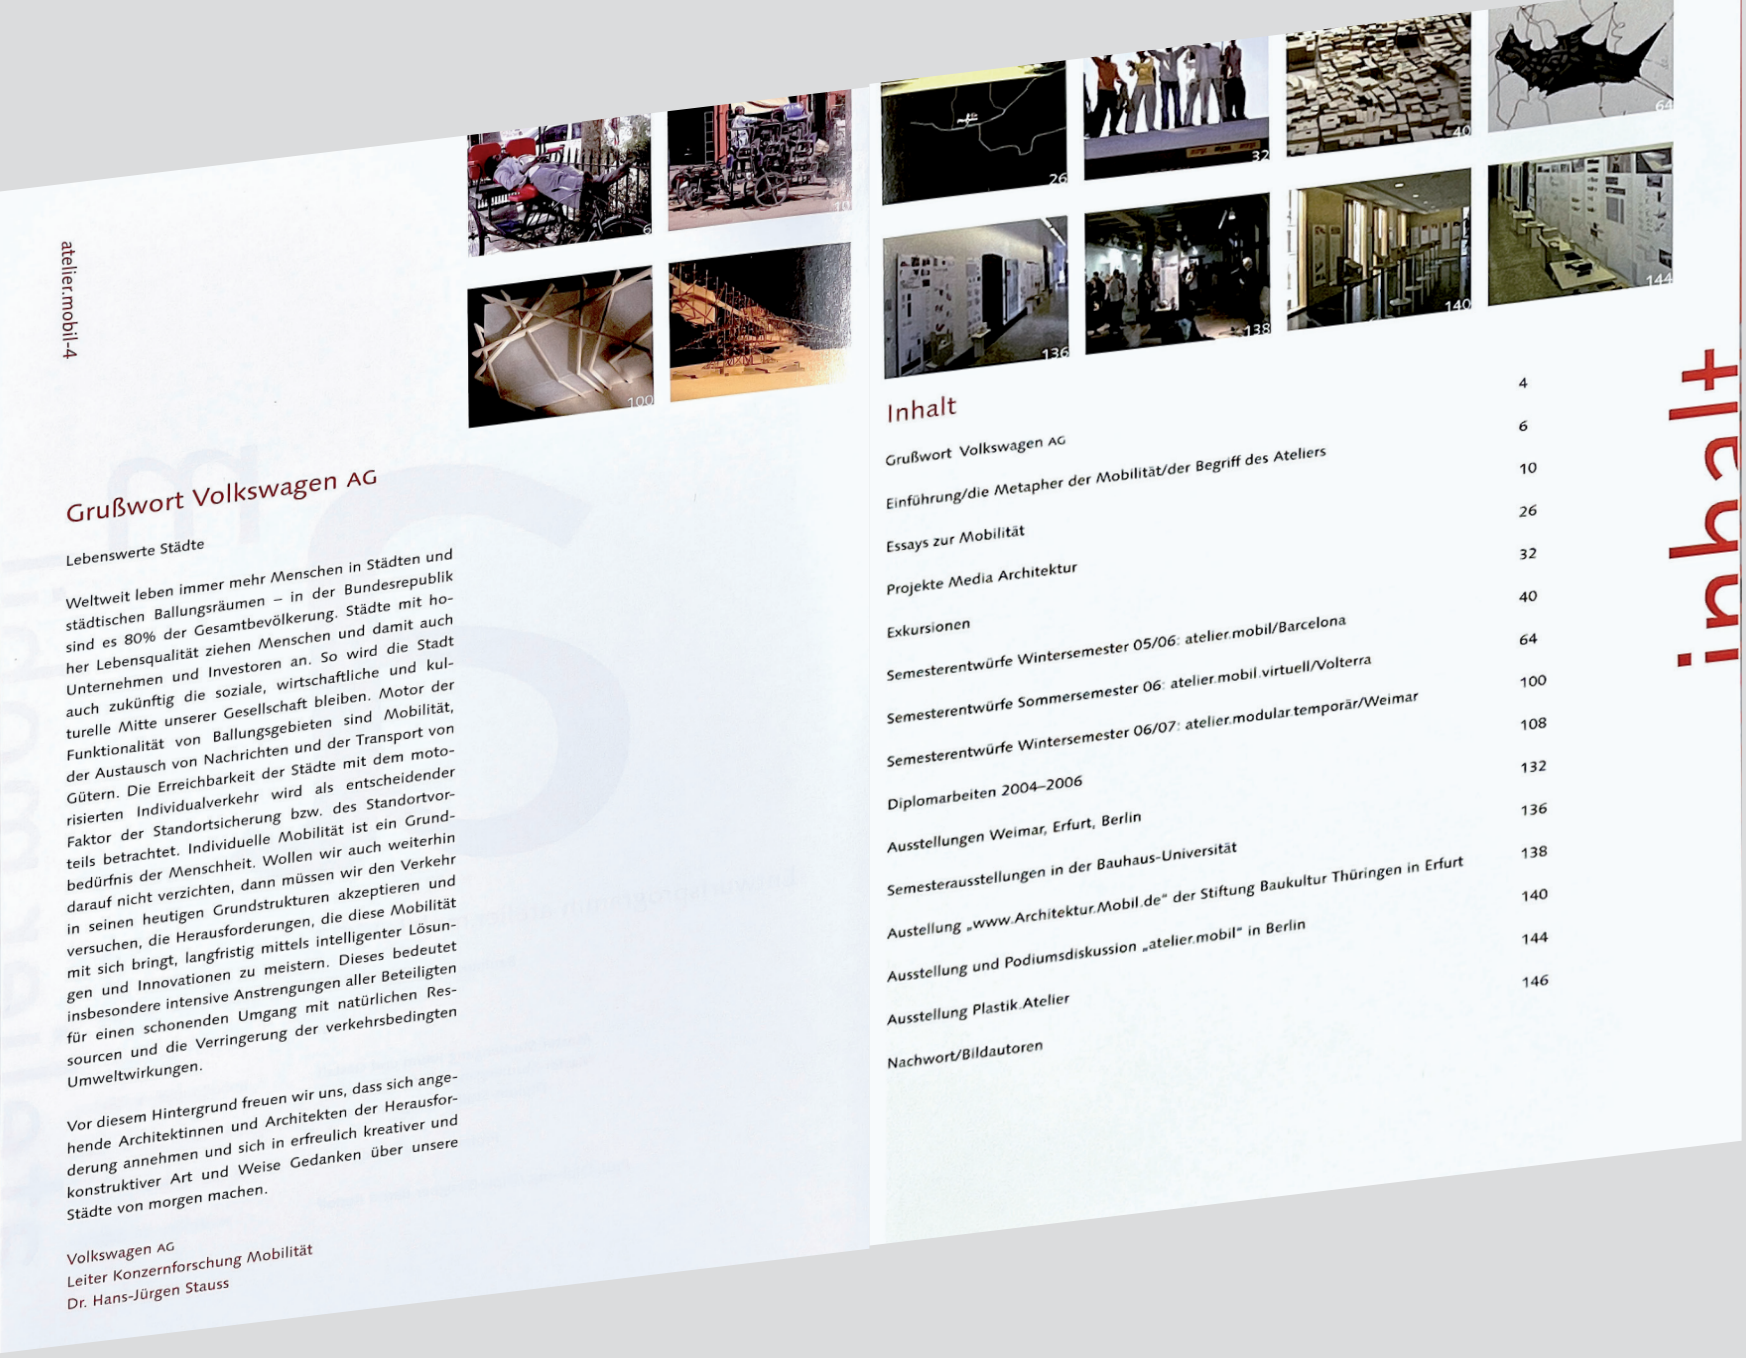 atelier.mobil-4
6
10
100
Grußwort Volkswagen AG
Lebenswerte Städte
Weltweit leben immer mehr Menschen in Städten und
städtischen Ballungsräumen – in der Bundesrepublik
sind es 80% der Gesamtbevölkerung. Städte mit ho-
her Lebensqualität ziehen Menschen und damit auch
Unternehmen und Investoren an. So wird die Stadt
auch zukünftig die soziale, wirtschaftliche und kul-
turelle Mitte unserer Gesellschaft bleiben. Motor der
Funktionalität von Ballungsgebieten sind Mobilität,
der Austausch von Nachrichten und der Transport von
Gütern. Die Erreichbarkeit der Städte mit dem moto-
risierten Individualverkehr wird als entscheidender
Faktor der Standortsicherung bzw. des Standortvor-
teils betrachtet. Individuelle Mobilität ist ein Grund-
bedürfnis der Menschheit. Wollen wir auch weiterhin
darauf nicht verzichten, dann müssen wir den Verkehr
in seinen heutigen Grundstrukturen akzeptieren und
versuchen, die Herausforderungen, die diese Mobilität
mit sich bringt, langfristig mittels intelligenter Lösun-
gen und Innovationen zu meistern. Dieses bedeutet
insbesondere intensive Anstrengungen aller Beteiligten
für einen schonenden Umgang mit natürlichen Res-
sourcen und die Verringerung der verkehrsbedingten
Umweltwirkungen.
Vor diesem Hintergrund freuen wir uns, dass sich ange-
hende Architektinnen und Architekten der Herausfor-
derung annehmen und sich in erfreulich kreativer und
konstruktiver Art und Weise Gedanken über unsere
Städte von morgen machen.
Volkswagen AG
Leiter Konzernforschung Mobilität
Dr. Hans-Jürgen Stauss
26
32
40
64
136
138
140
144
Inhalt
Grußwort Volkswagen AG 4
Einführung/die Metapher der Mobilität/der Begriff des Ateliers 6
Essays zur Mobilität 10
Projekte Media Architektur 26
Exkursionen 32
Semesterentwürfe Wintersemester 05/06: atelier.mobil/Barcelona 40
Semesterentwürfe Sommersemester 06: atelier.mobil.virtuell/Volterra 64
Semesterentwürfe Wintersemester 06/07: atelier.modular.temporär/Weimar 100
Diplomarbeiten 2004–2006 108
Ausstellungen Weimar, Erfurt, Berlin 132
Semesterausstellungen in der Bauhaus-Universität 136
Austellung „www.Architektur.Mobil.de“ der Stiftung Baukultur Thüringen in Erfurt 138
Ausstellung und Podiumsdiskussion „atelier.mobil“ in Berlin 140
Ausstellung Plastik.Atelier 144
Nachwort/Bildautoren 146
inhalt